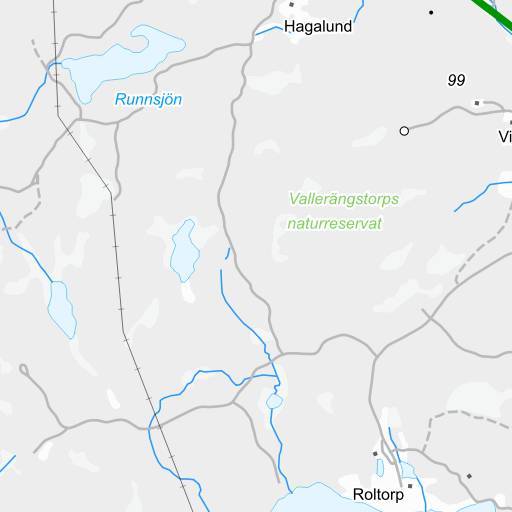 Hagalund
99
Runnsjön
Vi
Vallerängstorps
naturreservat
Roltorp